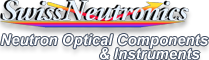 SwissNeutronics
Neutron Optical Components
& Instruments